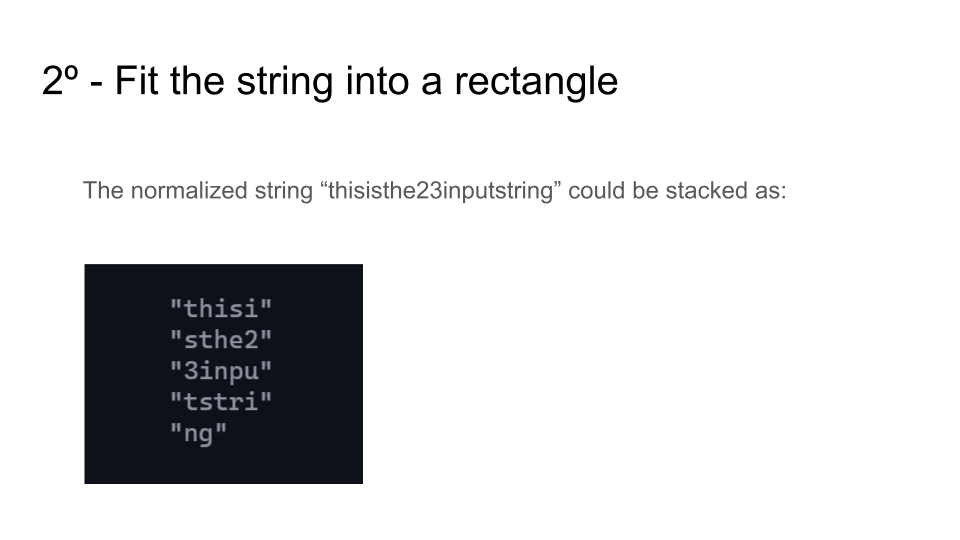 2º - Fit the string into a rectangle
The normalized string “thisisthe23inputstring” could be stacked as:
"thisi"
"sthe2"
"3inpu"
"tstri"
"ng"